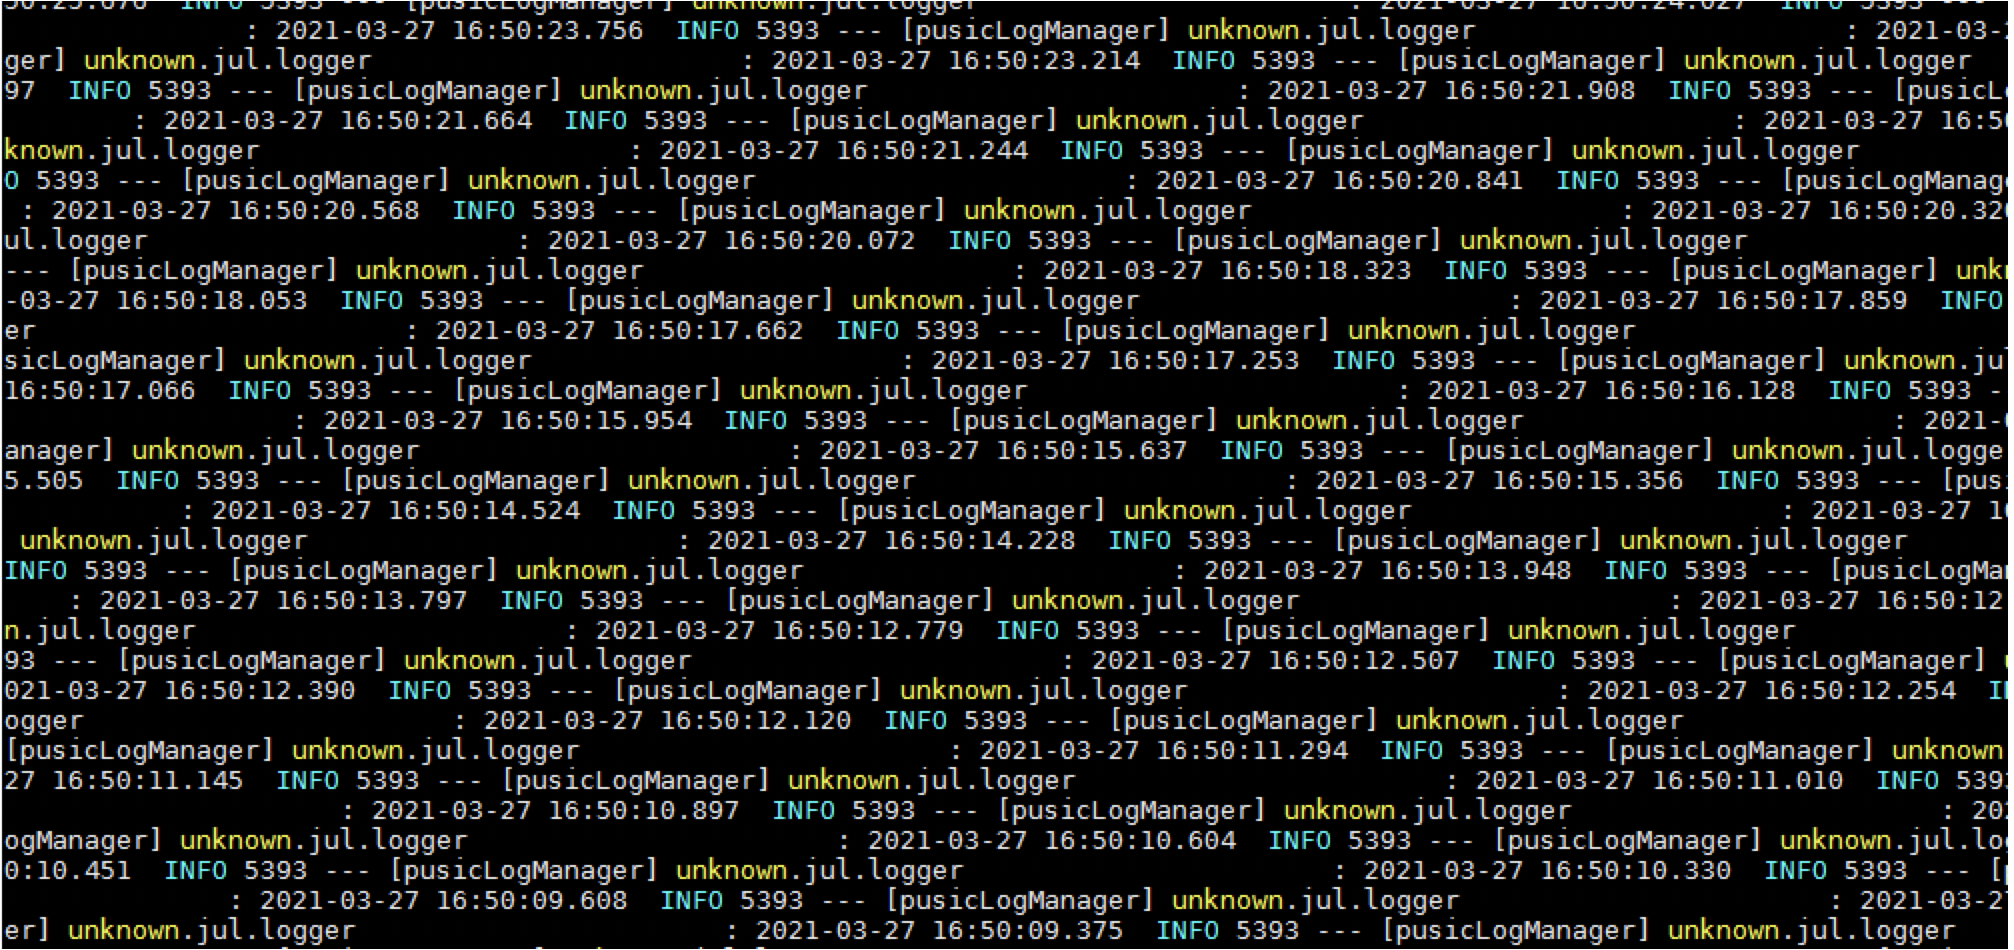 50:25.676 INFO 5393 --- [pusicLogManager] unknown.jul.logger : 2021-03-27 16:50:24.027 INFO 5393 ---
: 2021-03-27 16:50:23.756 INFO 5393 --- [pusicLogManager] unknown.jul.logger : 2021-03-
ger] unknown.jul.logger : 2021-03-27 16:50:23.214 INFO 5393 --- [pusicLogManager] unknown.jul.logger
97 INFO 5393 --- [pusicLogManager] unknown.jul.logger : 2021-03-27 16:50:21.908 INFO 5393 --- [pusicL
: 2021-03-27 16:50:21.664 INFO 5393 --- [pusicLogManager] unknown.jul.logger : 2021-03-27 16:5
known.jul.logger : 2021-03-27 16:50:21.244 INFO 5393 --- [pusicLogManager] unknown.jul.logger
O 5393 --- [pusicLogManager] unknown.jul.logger : 2021-03-27 16:50:20.841 INFO 5393 --- [pusicLogManag
: 2021-03-27 16:50:20.568 INFO 5393 --- [pusicLogManager] unknown.jul.logger : 2021-03-27 16:50:20.32
ul.logger : 2021-03-27 16:50:20.072 INFO 5393 --- [pusicLogManager] unknown.jul.logger
--- [pusicLogManager] unknown.jul.logger : 2021-03-27 16:50:18.323 INFO 5393 --- [pusicLogManager] unk
-03-27 16:50:18.053 INFO 5393 --- [pusicLogManager] unknown.jul.logger : 2021-03-27 16:50:17.859 INFO
er : 2021-03-27 16:50:17.662 INFO 5393 --- [pusicLogManager] unknown.jul.logger
sicLogManager] unknown.jul.logger : 2021-03-27 16:50:17.253 INFO 5393 --- [pusicLogManager] unknown.ju
16:50:17.066 INFO 5393 --- [pusicLogManager] unknown.jul.logger : 2021-03-27 16:50:16.128 INFO 5393 -
: 2021-03-27 16:50:15.954 INFO 5393 --- [pusicLogManager] unknown.jul.logger : 2021-
anager] unknown.jul.logger : 2021-03-27 16:50:15.637 INFO 5393 --- [pusicLogManager] unknown.jul.logge
5.505 INFO 5393 --- [pusicLogManager] unknown.jul.logger : 2021-03-27 16:50:15.356 INFO 5393 --- [pus
: 2021-03-27 16:50:14.524 INFO 5393 --- [pusicLogManager] unknown.jul.logger : 2021-03-27 1
unknown.jul.logger : 2021-03-27 16:50:14.228 INFO 5393 --- [pusicLogManager] unknown.jul.logger
INFO 5393 --- [pusicLogManager] unknown.jul.logger : 2021-03-27 16:50:13.948 INFO 5393 --- [pusicLogMa
: 2021-03-27 16:50:13.797 INFO 5393 --- [pusicLogManager] unknown.jul.logger : 2021-03-27 16:50:12
n.jul.logger : 2021-03-27 16:50:12.779 INFO 5393 --- [pusicLogManager] unknown.jul.logger
93 --- [pusicLogManager] unknown.jul.logger : 2021-03-27 16:50:12.507 INFO 5393 --- [pusicLogManager]
021-03-27 16:50:12.390 INFO 5393 --- [pusicLogManager] unknown.jul.logger : 2021-03-27 16:50:12.254 I
ogger : 2021-03-27 16:50:12.120 INFO 5393 --- [pusicLogManager] unknown.jul.logger
[pusicLogManager] unknown.jul.logger : 2021-03-27 16:50:11.294 INFO 5393 --- [pusicLogManager] unknown
27 16:50:11.145 INFO 5393 --- [pusicLogManager] unknown.jul.logger : 2021-03-27 16:50:11.010 INFO 539
: 2021-03-27 16:50:10.897 INFO 5393 --- [pusicLogManager] unknown.jul.logger : 20
ogManager] unknown.jul.logger : 2021-03-27 16:50:10.604 INFO 5393 --- [pusicLogManager] unknown.jul.lo
0:10.451 INFO 5393 --- [pusicLogManager] unknown.jul.logger : 2021-03-27 16:50:10.330 INFO 5393 --- [
: 2021-03-27 16:50:09.608 INFO 5393 --- [pusicLogManager] unknown.jul.logger : 2021-03-2
er] unknown.jul.logger : 2021-03-27 16:50:09.375 INFO 5393 --- [pusicLogManager] unknown.jul.logger